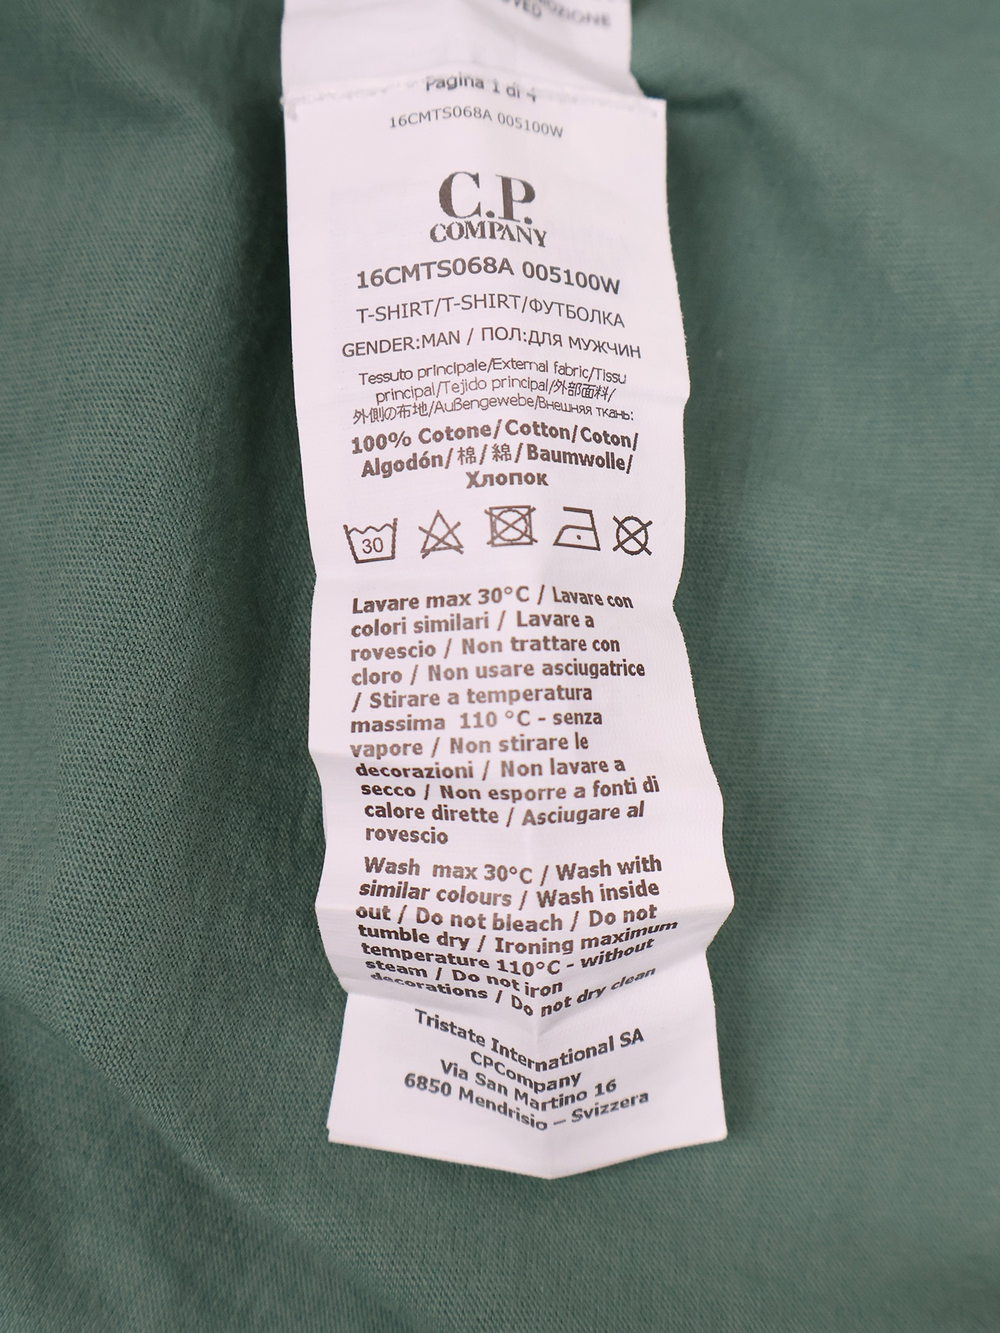 Pagina 1 di 4
16CMTS068A 005100W
C.P.
COMPANY
16CMTS068A 005100W
T-SHIRT/T-SHIRT/ФУТБОЛКА
GENDER:MAN / ПОЛ:ДЛЯ МУЖЧИН
Tessuto principale/External fabric/Tissu
principal/Tejido principal/外部面料/
外側の布地/Außengewebe/Внешняя ткань:
100% Cotone/Cotton/Coton/
Algodón/棉/綿/Baumwolle/
Хлопок
30
Lavare max 30°C / Lavare con
colori similari / Lavare a
rovescio / Non trattare con
cloro / Non usare asciugatrice
/ Stirare a temperatura
massima 110 °C - senza
vapore / Non stirare le
decorazioni / Non lavare a
secco / Non esporre a fonti di
calore dirette / Asciugare al
rovescio
Wash max 30°C / Wash with
similar colours / Wash inside
out / Do not bleach / Do not
tumble dry / Ironing maximum
temperature 110°C - without
steam / Do not iron
decorations / Do not dry clean
Tristate International SA
CPCompany
Via San Martino 16
6850 Mendrisio – Svizzera